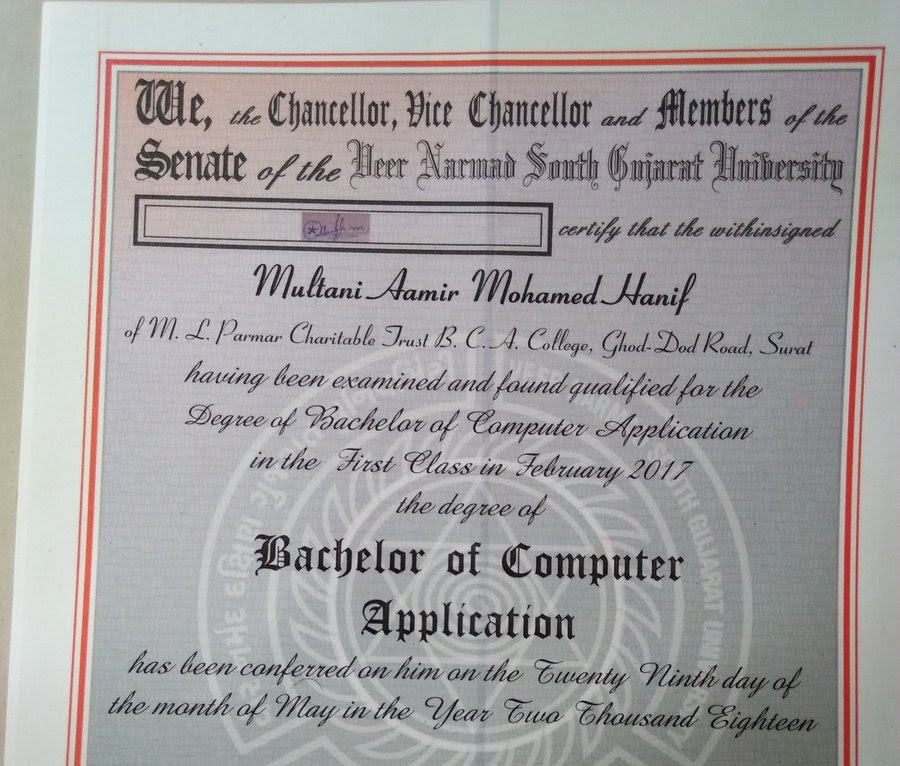 We, the Chancellor, Vice Chancellor and Members of the
Senate of the Veer Narmad South Gujarat University
certify that the withinsigned
Multani Aamir Mohamed Hanif
of M. L. Parmar Charitable Trust B. C. A. College, Ghod-Dod Road, Surat
having been examined and found qualified for the
Degree of Bachelor of Computer Application
in the First Class in February 2017
the degree of
Bachelor of Computer
Application
has been conferred on him on the Twenty Ninth day of
the month of May in the Year Two Thousand Eighteen